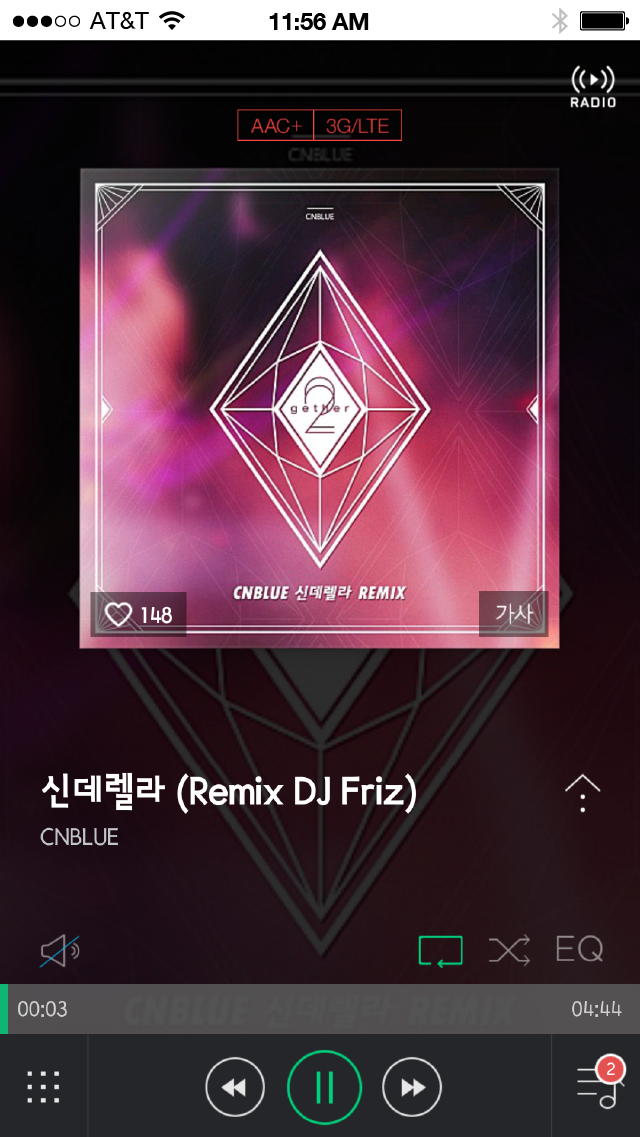 AT&T 11:56 AM
RADIO
AAC+ 3G/LTE
CNBLUE
CNBLUE
2
gether
CNBLUE 신데렐라 REMIX
148 가사
신데렐라 (Remix DJ Friz)
CNBLUE
EQ
CNBLUE 신데렐라 REMIX
00:03 04:44
2